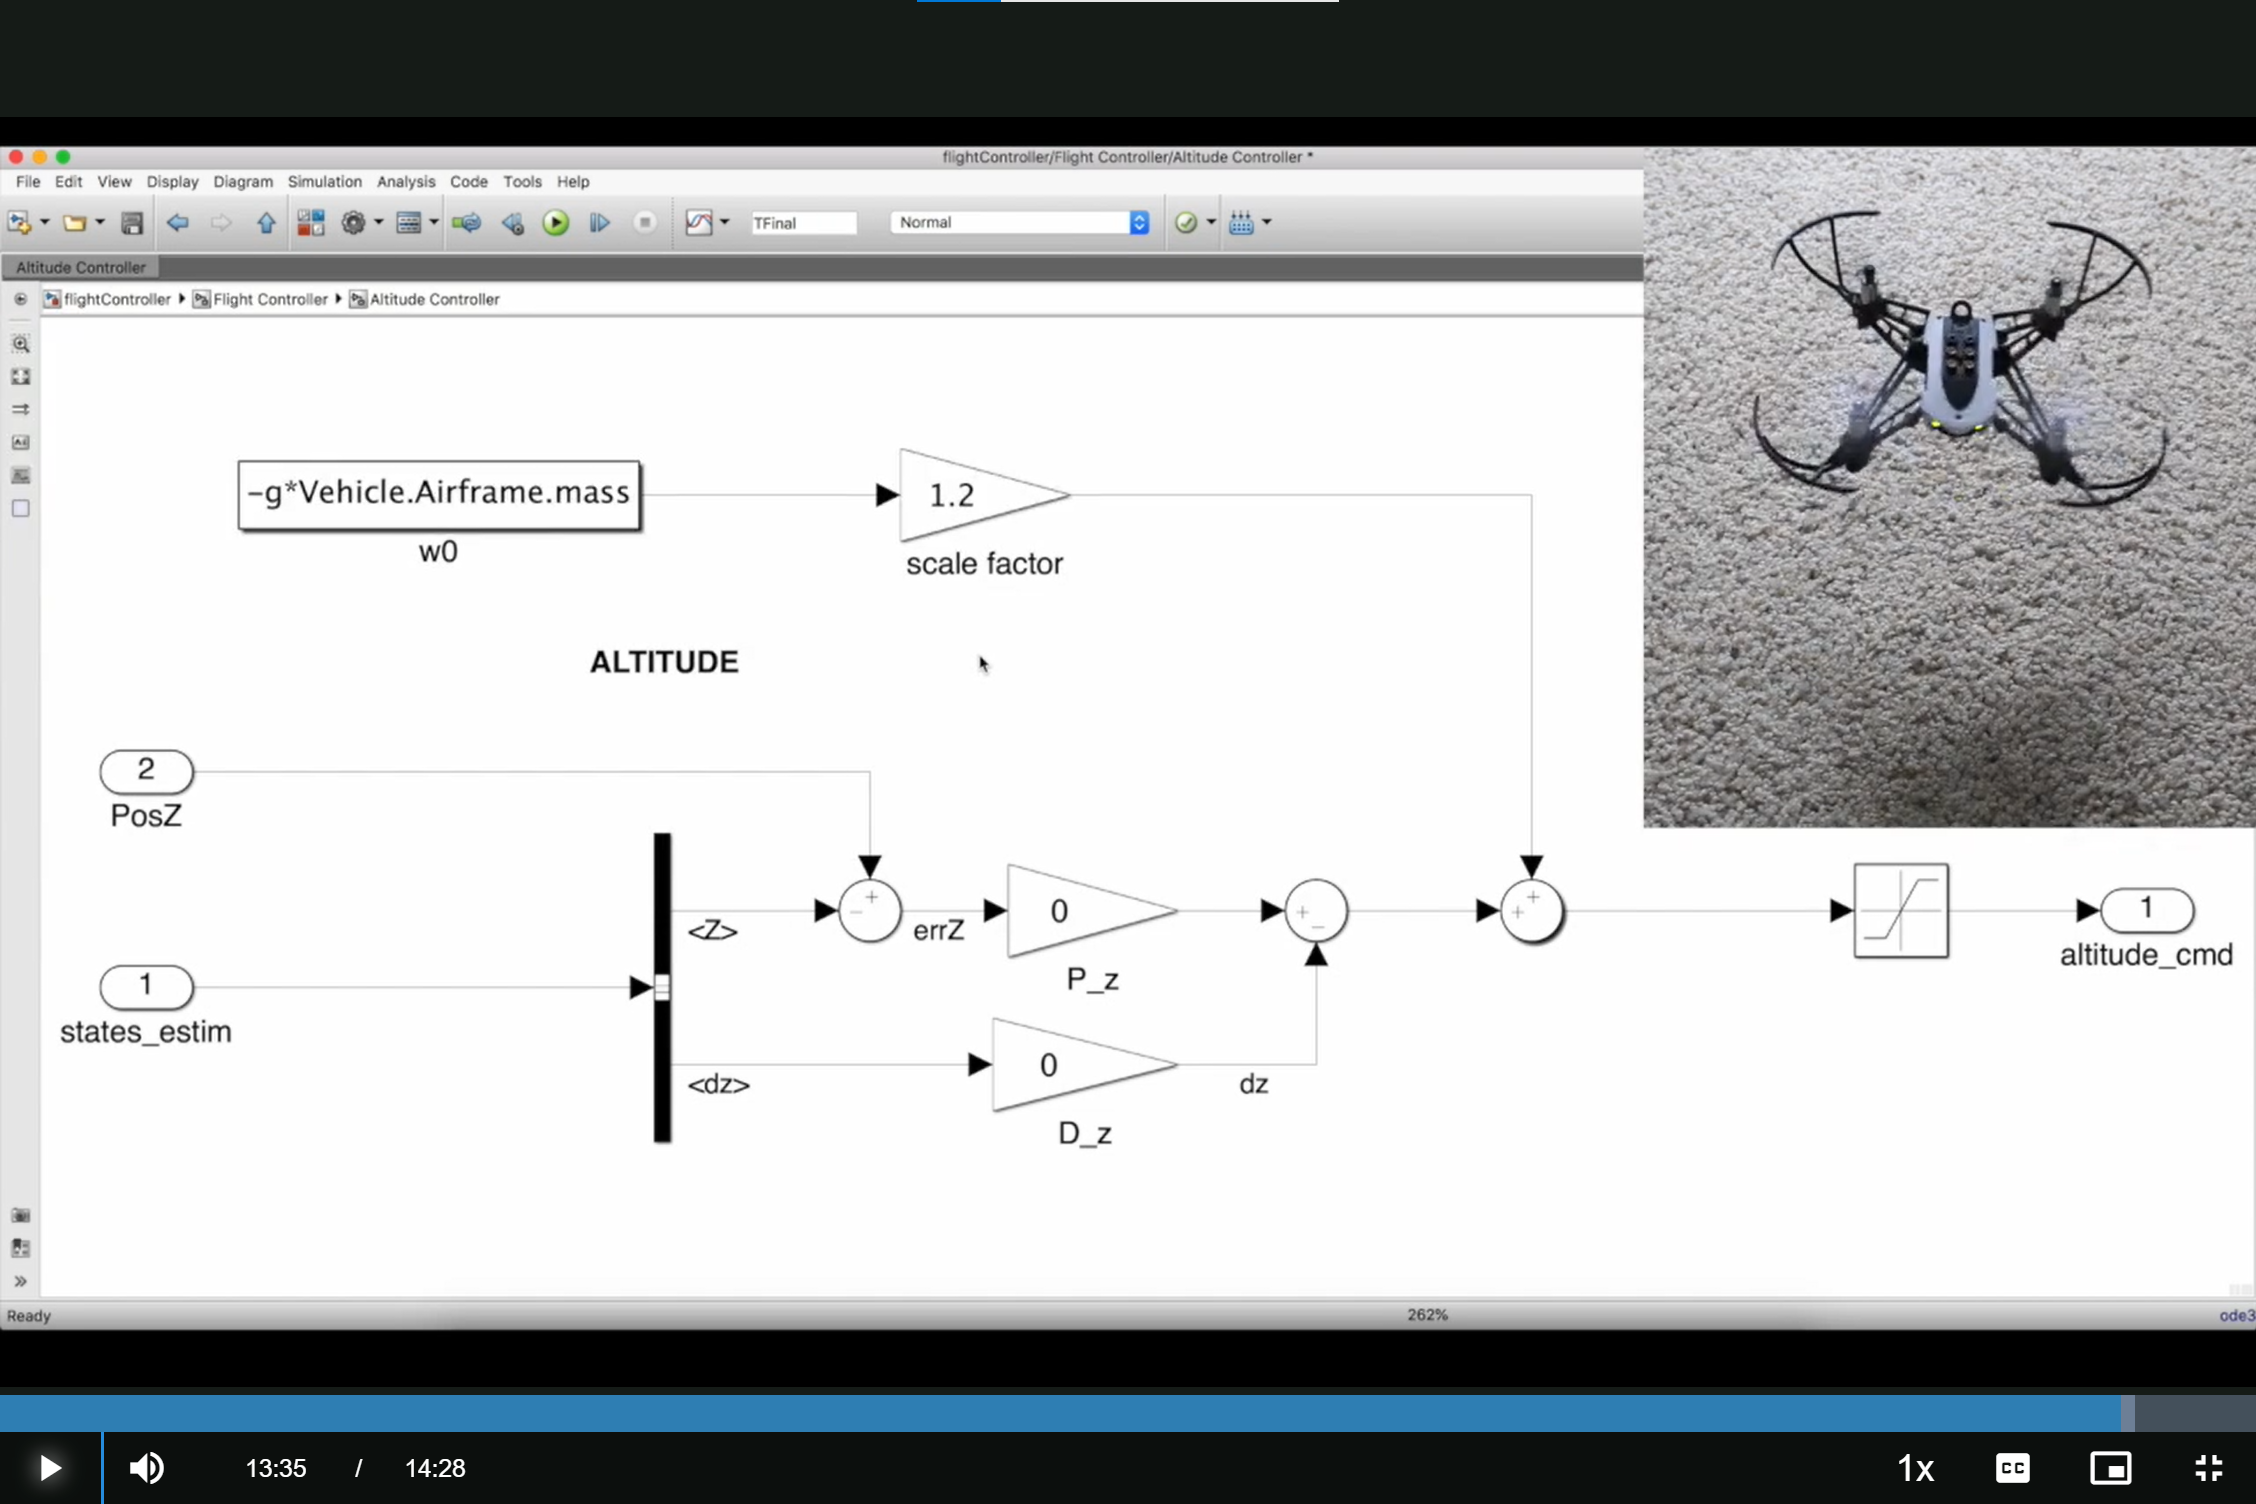 flightController/Flight Controller/Altitude Controller *
File Edit View Display Diagram Simulation Analysis Code Tools Help
TFinal Normal
Altitude Controller
flightController Flight Controller Altitude Controller
-g*Vehicle.Airframe.mass
1.2
w0
scale factor
ALTITUDE
2
PosZ
<Z>
- +
errZ
0
P_z
+ -
+ +
1
altitude_cmd
1
states_estim
<dz>
0
dz
D_z
Ready 262% ode3
13:35 / 14:28 1x CC